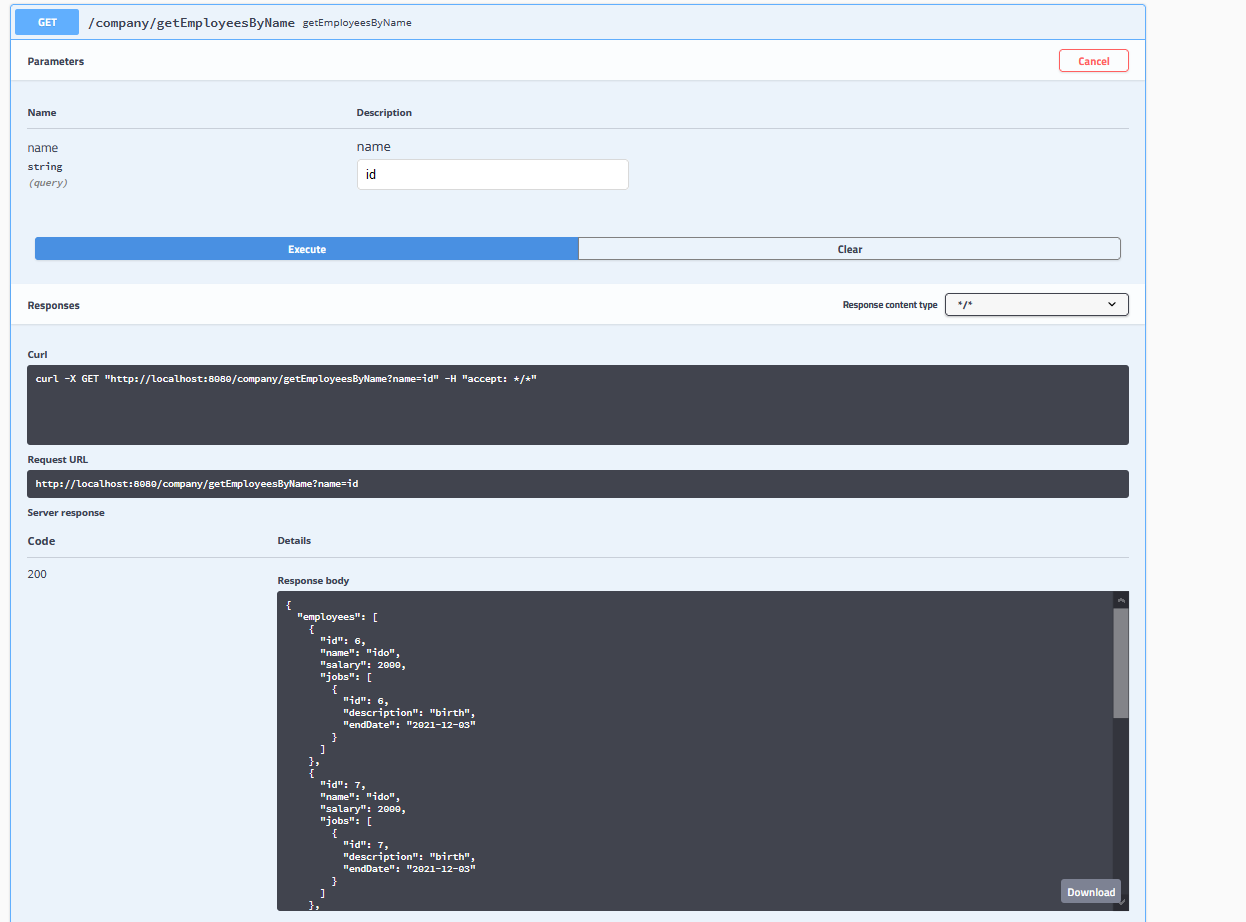 GET /company/getEmployeesByName getEmployeesByName
Parameters Cancel
Name Description
name name
string id
(query)
Execute Clear
Responses Response content type */*
Curl
curl -X GET "http://localhost:8080/company/getEmployeesByName?name=id" -H "accept: */*"
Request URL
http://localhost:8080/company/getEmployeesByName?name=id
Server response
Code Details
200
Response body
{
  "employees": [
    {
      "id": 6,
      "name": "ido",
      "salary": 2000,
      "jobs": [
        {
          "id": 6,
          "description": "birth",
          "endDate": "2021-12-03"
        }
      ]
    },
    {
      "id": 7,
      "name": "ido",
      "salary": 2000,
      "jobs": [
        {
          "id": 7,
          "description": "birth",
          "endDate": "2021-12-03"
        }
      ]
    },
Download